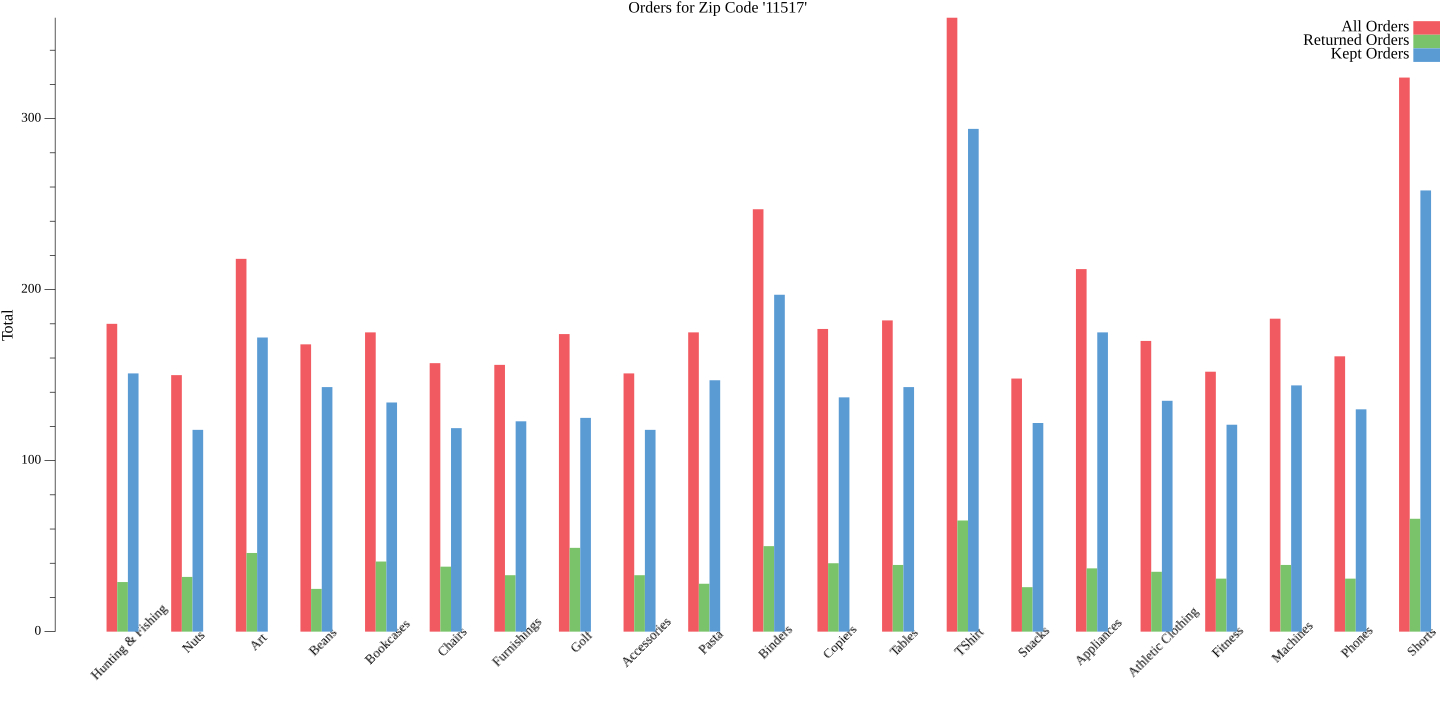 Orders for Zip Code '11517'
All Orders
Returned Orders
Kept Orders
Total
300
200
100
0
Hunting & Fishing
Nuts
Art
Beans
Bookcases
Chairs
Furnishings
Golf
Accessories
Pasta
Binders
Copiers
Tables
TShirt
Snacks
Appliances
Athletic Clothing
Fitness
Machines
Phones
Shorts